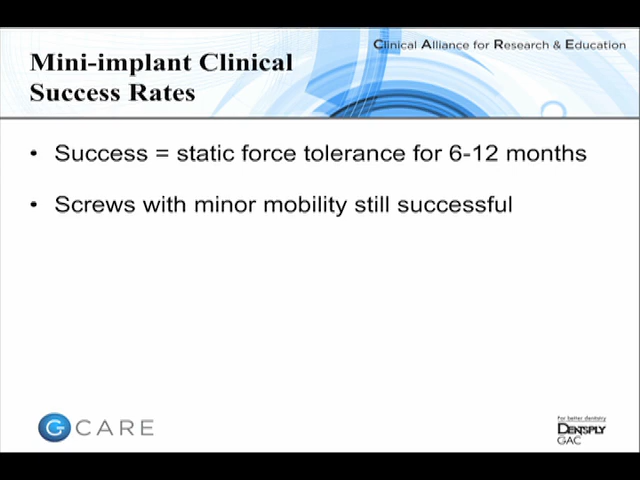 Clinical Alliance for Research & Education
Mini-implant Clinical
Success Rates
• Success = static force tolerance for 6-12 months
• Screws with minor mobility still successful
G CARE
For better dentistry
DENTSPLY
GAC